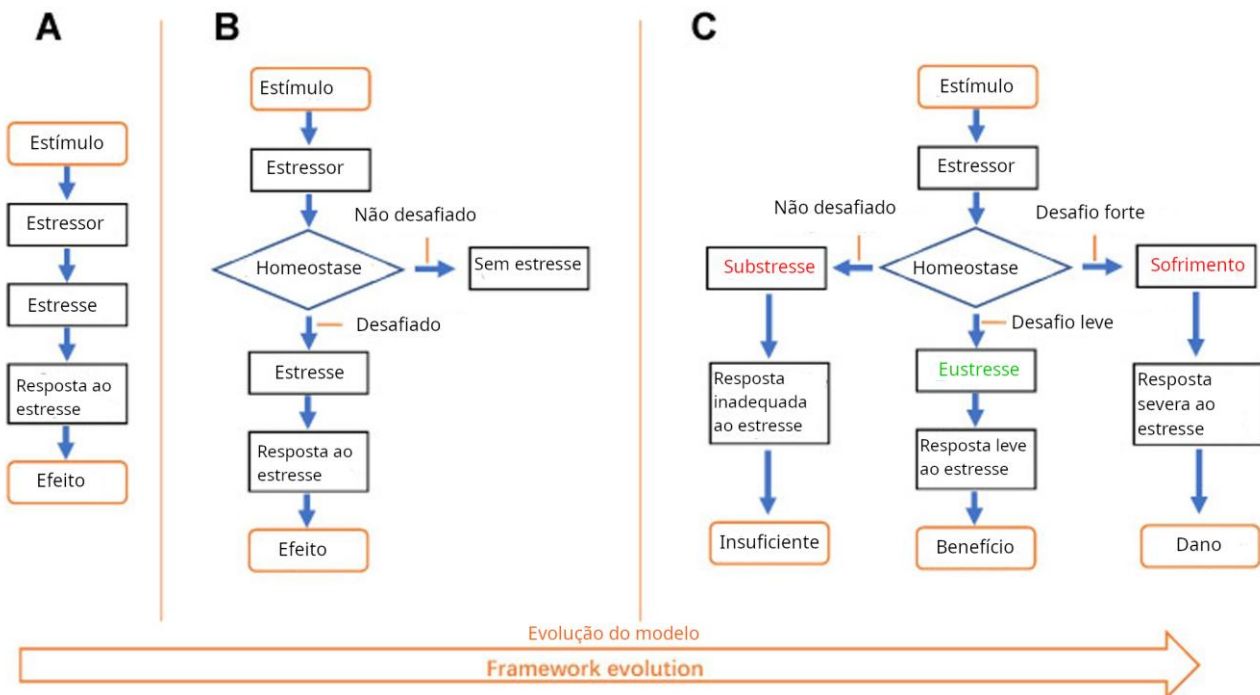 A
Estímulo
Estressor
Estresse
Resposta ao
estresse
Efeito
B
Estímulo
Estressor
Não desafiado
Homeostase
Sem estresse
Desafiado
Estresse
Resposta ao
estresse
Efeito
C
Estímulo
Estressor
Não desafiado
Desafio forte
Substresse
Homeostase
Sofrimento
Desafio leve
Resposta
inadequada
ao estresse
Eustresse
Resposta
severa ao
estresse
Resposta leve
ao estresse
Insuficiente
Benefício
Dano
Evolução do modelo
Framework evolution